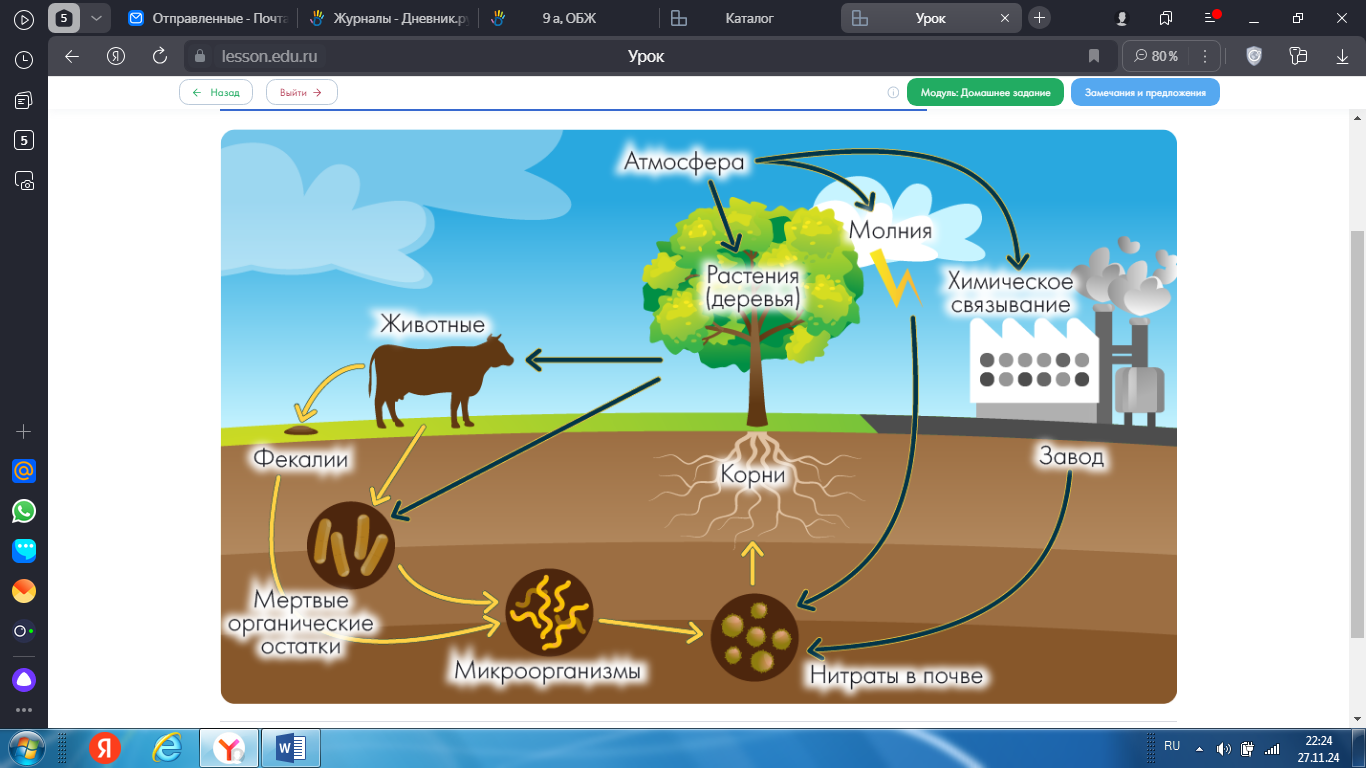 5
Отправленные - Почта
Журналы - Дневник.ру
9 а, ОБЖ
Каталог
Урок
lesson.edu.ru
Урок
80 %
Назад
Выйти
Модуль: Домашнее задание
Замечания и предложения
5
Атмосфера
Молния
Растения
(деревья)
Химическое
связывание
Животные
Фекалии
Корни
Завод
Мертвые
органические
остатки
Микроорганизмы
Нитраты в почве
RU
22:24
27.11.24